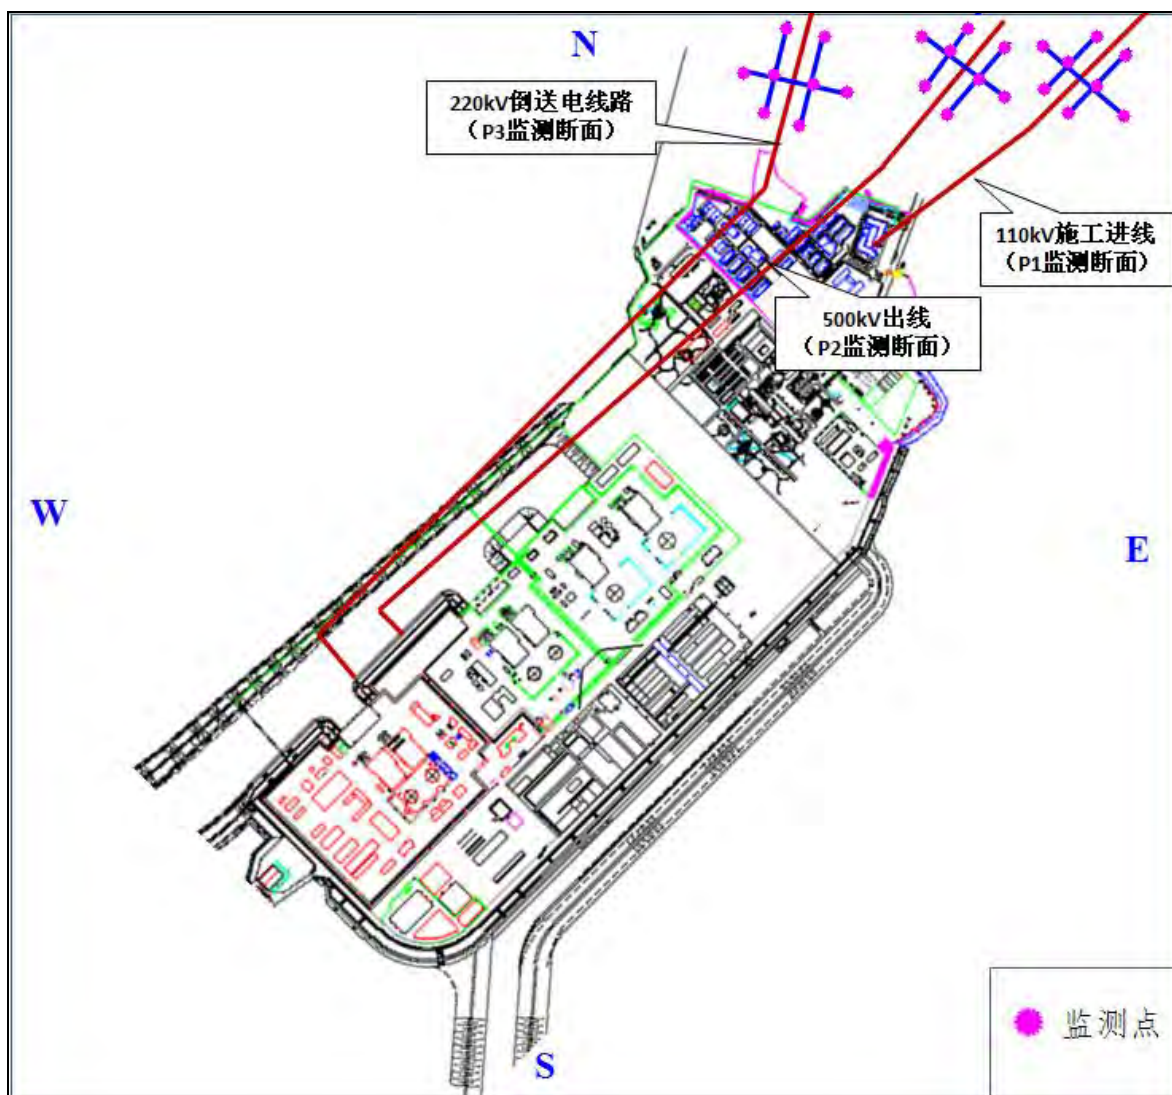 N
220kV倒送电线路
（P3监测断面）
110kV施工进线
（P1监测断面）
500kV出线
（P2监测断面）
W
E
S
监测点